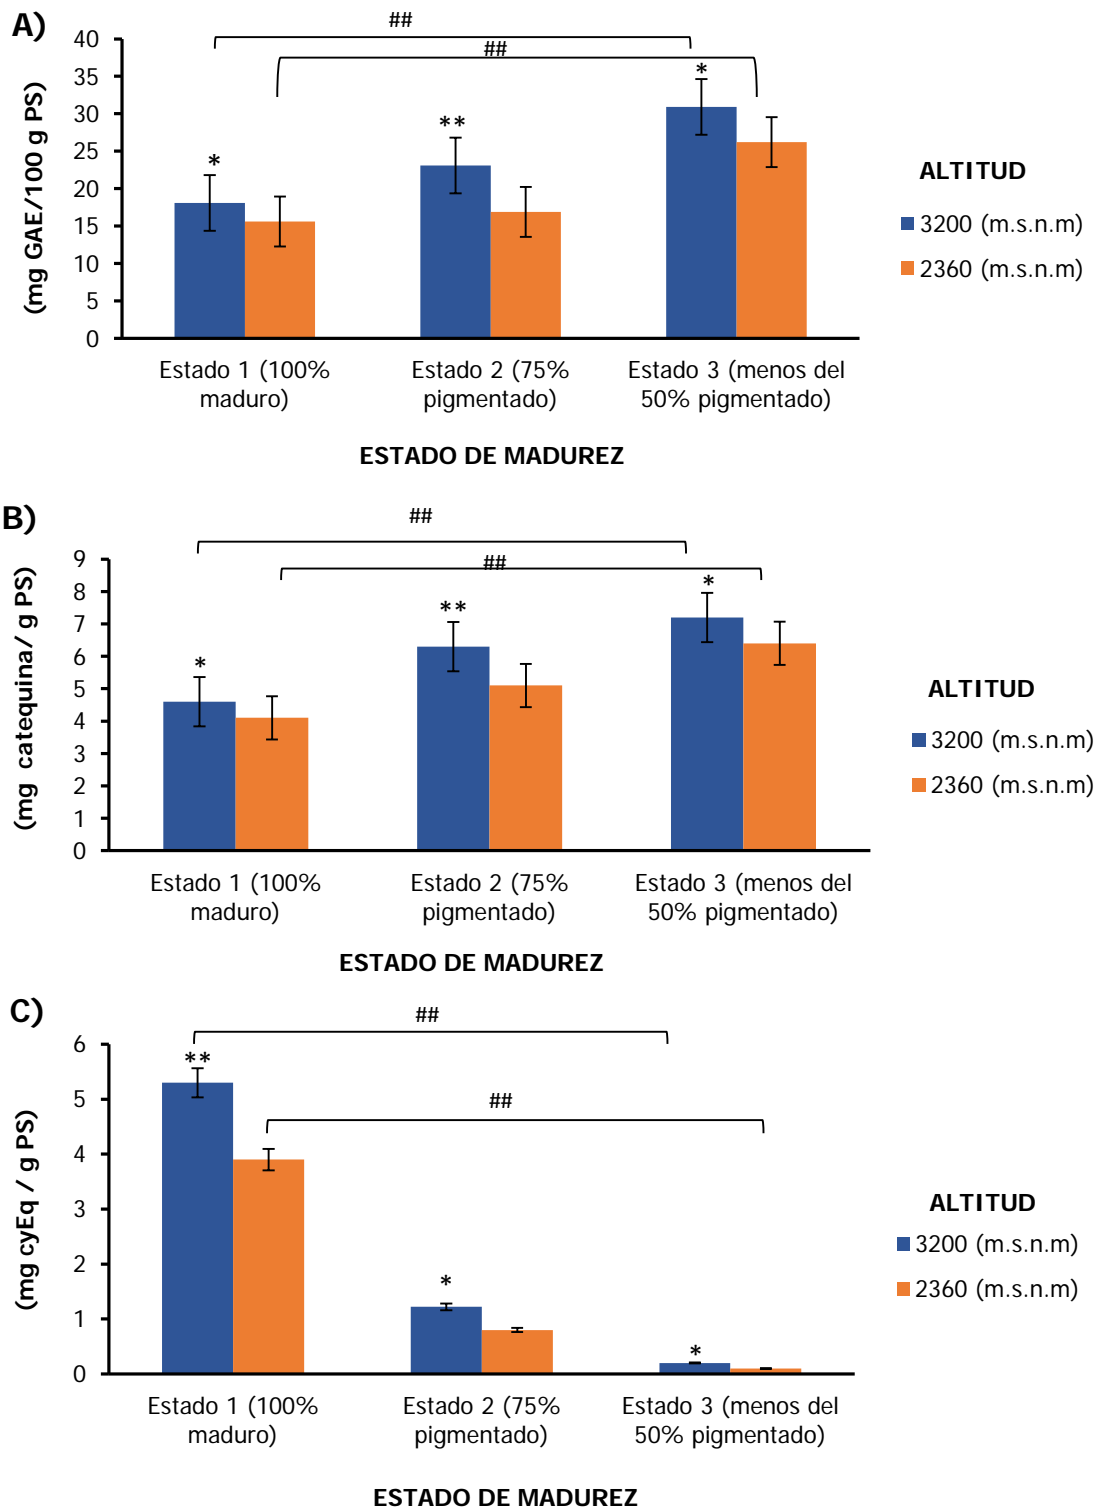 A)
##
##
40
35
30
25
20
15
10
5
0
(mg GAE/100 g PS)
*
**
*
ALTITUD
3200 (m.s.n.m)
2360 (m.s.n.m)
Estado 1 (100%
maduro)
Estado 2 (75%
pigmentado)
Estado 3 (menos del
50% pigmentado)
ESTADO DE MADUREZ
B)
##
##
9
8
7
6
5
4
3
2
1
0
(mg catequina/ g PS)
*
**
*
ALTITUD
3200 (m.s.n.m)
2360 (m.s.n.m)
Estado 1 (100%
maduro)
Estado 2 (75%
pigmentado)
Estado 3 (menos del
50% pigmentado)
ESTADO DE MADUREZ
C)
##
##
6
5
4
3
2
1
0
(mg cyEq / g PS)
**
*
*
ALTITUD
3200 (m.s.n.m)
2360 (m.s.n.m)
Estado 1 (100%
maduro)
Estado 2 (75%
pigmentado)
Estado 3 (menos del
50% pigmentado)
ESTADO DE MADUREZ